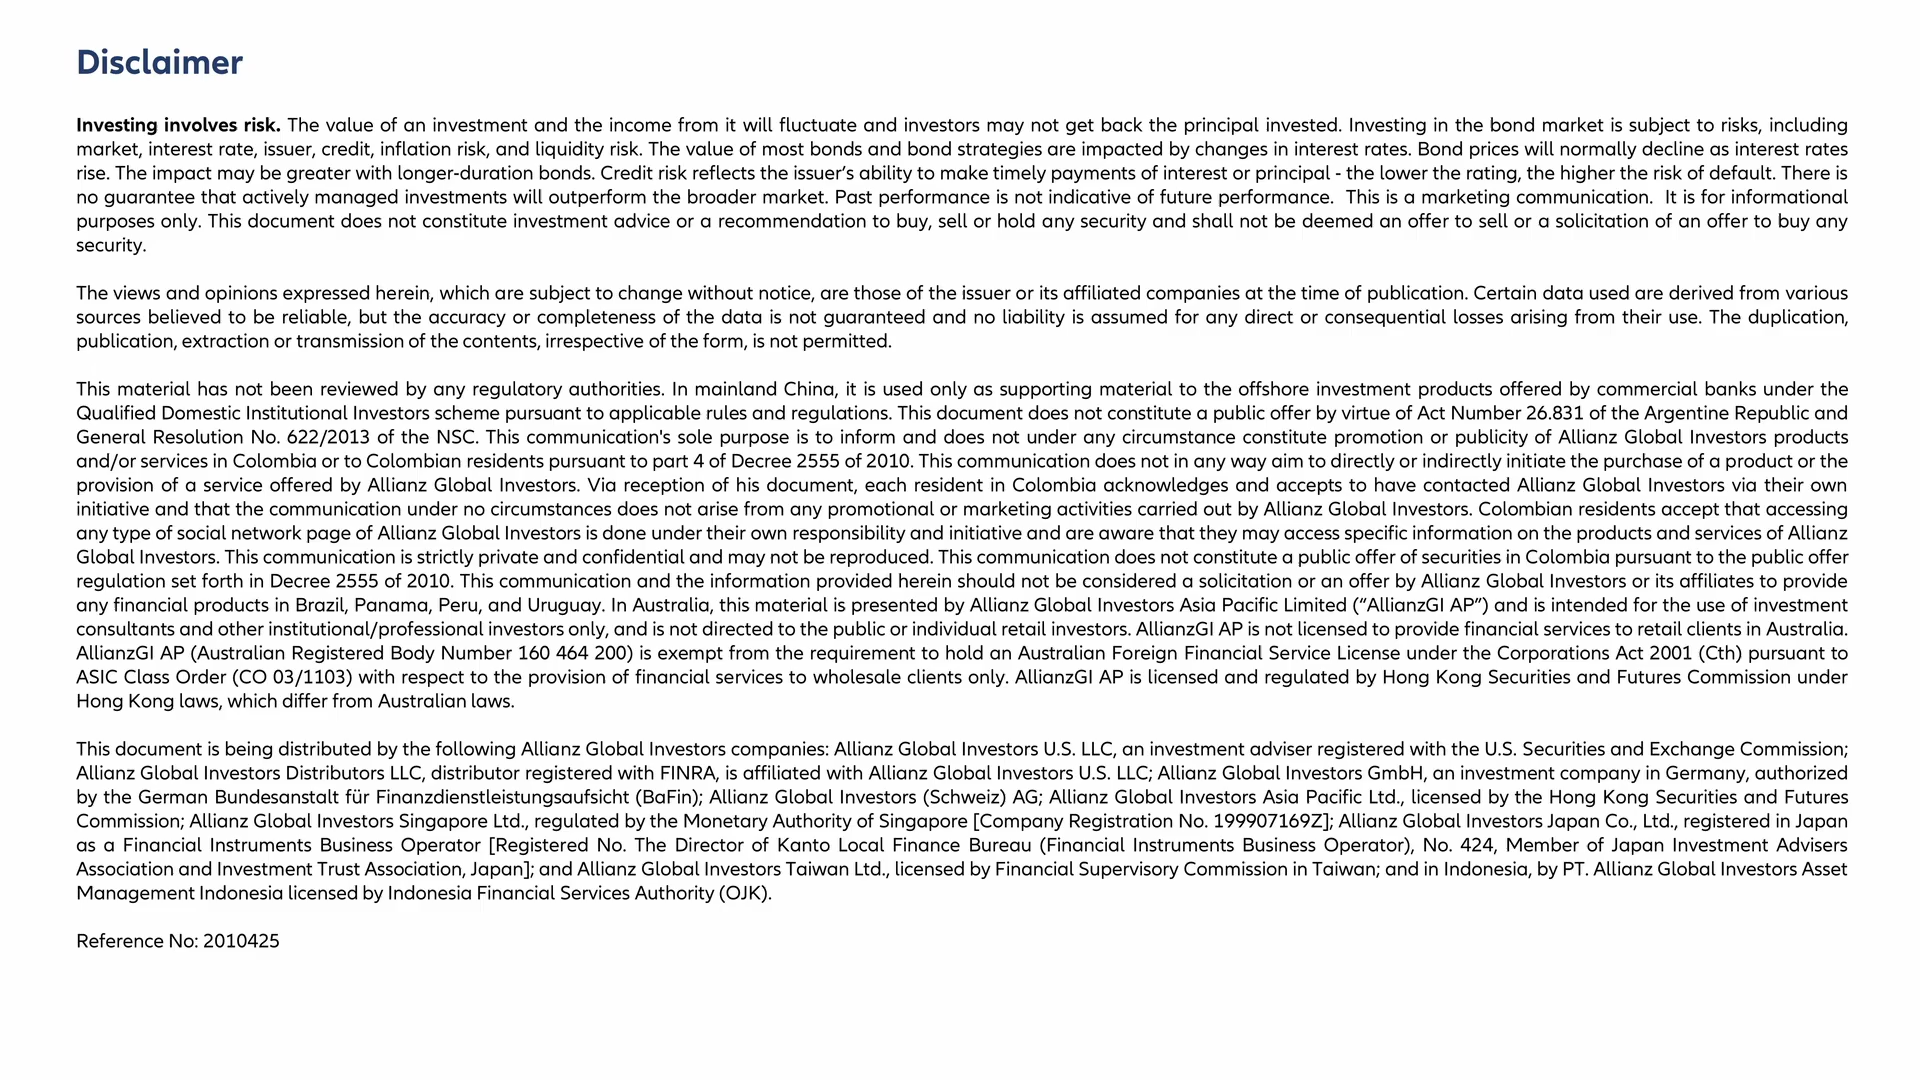 Disclaimer
Investing involves risk. The value of an investment and the income from it will fluctuate and investors may not get back the principal invested. Investing in the bond market is subject to risks, including
market, interest rate, issuer, credit, inflation risk, and liquidity risk. The value of most bonds and bond strategies are impacted by changes in interest rates. Bond prices will normally decline as interest rates
rise. The impact may be greater with longer-duration bonds. Credit risk reflects the issuer’s ability to make timely payments of interest or principal - the lower the rating, the higher the risk of default. There is
no guarantee that actively managed investments will outperform the broader market. Past performance is not indicative of future performance.  This is a marketing communication.  It is for informational
purposes only. This document does not constitute investment advice or a recommendation to buy, sell or hold any security and shall not be deemed an offer to sell or a solicitation of an offer to buy any
security.
The views and opinions expressed herein, which are subject to change without notice, are those of the issuer or its affiliated companies at the time of publication. Certain data used are derived from various
sources believed to be reliable, but the accuracy or completeness of the data is not guaranteed and no liability is assumed for any direct or consequential losses arising from their use. The duplication,
publication, extraction or transmission of the contents, irrespective of the form, is not permitted.
This material has not been reviewed by any regulatory authorities. In mainland China, it is used only as supporting material to the offshore investment products offered by commercial banks under the
Qualified Domestic Institutional Investors scheme pursuant to applicable rules and regulations. This document does not constitute a public offer by virtue of Act Number 26.831 of the Argentine Republic and
General Resolution No. 622/2013 of the NSC. This communication's sole purpose is to inform and does not under any circumstance constitute promotion or publicity of Allianz Global Investors products
and/or services in Colombia or to Colombian residents pursuant to part 4 of Decree 2555 of 2010. This communication does not in any way aim to directly or indirectly initiate the purchase of a product or the
provision of a service offered by Allianz Global Investors. Via reception of his document, each resident in Colombia acknowledges and accepts to have contacted Allianz Global Investors via their own
initiative and that the communication under no circumstances does not arise from any promotional or marketing activities carried out by Allianz Global Investors. Colombian residents accept that accessing
any type of social network page of Allianz Global Investors is done under their own responsibility and initiative and are aware that they may access specific information on the products and services of Allianz
Global Investors. This communication is strictly private and confidential and may not be reproduced. This communication does not constitute a public offer of securities in Colombia pursuant to the public offer
regulation set forth in Decree 2555 of 2010. This communication and the information provided herein should not be considered a solicitation or an offer by Allianz Global Investors or its affiliates to provide
any financial products in Brazil, Panama, Peru, and Uruguay. In Australia, this material is presented by Allianz Global Investors Asia Pacific Limited (“AllianzGI AP”) and is intended for the use of investment
consultants and other institutional/professional investors only, and is not directed to the public or individual retail investors. AllianzGI AP is not licensed to provide financial services to retail clients in Australia.
AllianzGI AP (Australian Registered Body Number 160 464 200) is exempt from the requirement to hold an Australian Foreign Financial Service License under the Corporations Act 2001 (Cth) pursuant to
ASIC Class Order (CO 03/1103) with respect to the provision of financial services to wholesale clients only. AllianzGI AP is licensed and regulated by Hong Kong Securities and Futures Commission under
Hong Kong laws, which differ from Australian laws.
This document is being distributed by the following Allianz Global Investors companies: Allianz Global Investors U.S. LLC, an investment adviser registered with the U.S. Securities and Exchange Commission;
Allianz Global Investors Distributors LLC, distributor registered with FINRA, is affiliated with Allianz Global Investors U.S. LLC; Allianz Global Investors GmbH, an investment company in Germany, authorized
by the German Bundesanstalt für Finanzdienstleistungsaufsicht (BaFin); Allianz Global Investors (Schweiz) AG; Allianz Global Investors Asia Pacific Ltd., licensed by the Hong Kong Securities and Futures
Commission; Allianz Global Investors Singapore Ltd., regulated by the Monetary Authority of Singapore [Company Registration No. 199907169Z]; Allianz Global Investors Japan Co., Ltd., registered in Japan
as a Financial Instruments Business Operator [Registered No. The Director of Kanto Local Finance Bureau (Financial Instruments Business Operator), No. 424, Member of Japan Investment Advisers
Association and Investment Trust Association, Japan]; and Allianz Global Investors Taiwan Ltd., licensed by Financial Supervisory Commission in Taiwan; and in Indonesia, by PT. Allianz Global Investors Asset
Management Indonesia licensed by Indonesia Financial Services Authority (OJK).
Reference No: 2010425